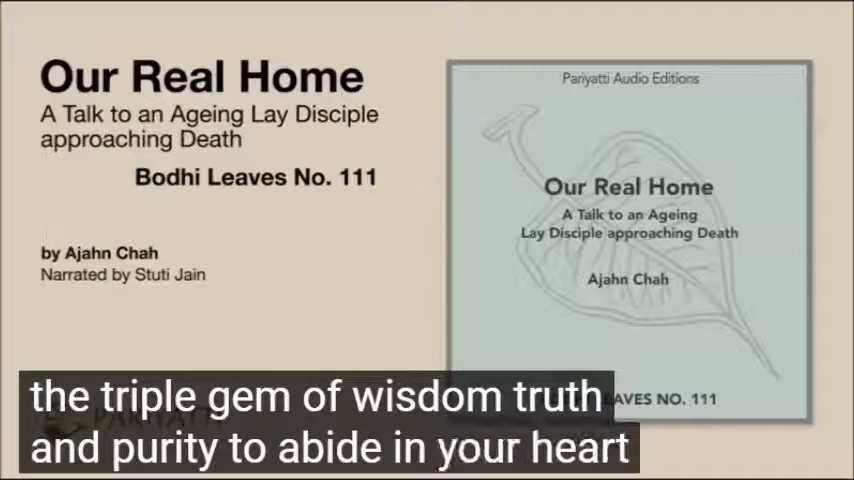 Our Real Home
A Talk to an Ageing Lay Disciple
approaching Death
Bodhi Leaves No. 111
by Ajahn Chah
Narrated by Stuti Jain
Pariyatti Audio Editions
Our Real Home
A Talk to an Ageing
Lay Disciple approaching Death
Ajahn Chah
LEAVES NO. 111
PARIYATTI
the triple gem of wisdom truth
and purity to abide in your heart